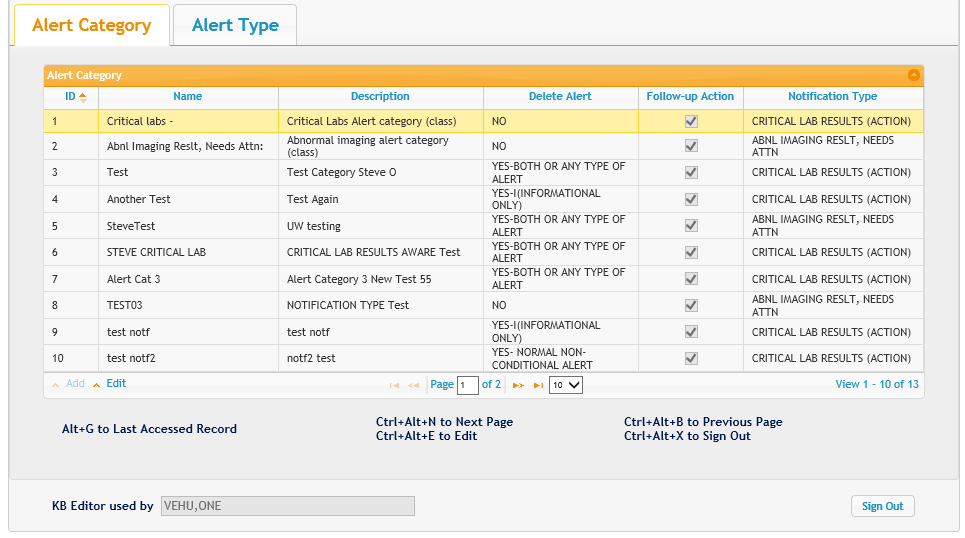 Alert Category Alert Type
Alert Category
ID Name Description Delete Alert Follow-up Action Notification Type
1 Critical labs - Critical Labs Alert category (class) NO CRITICAL LAB RESULTS (ACTION)
2 Abnl Imaging Reslt, Needs Attn: Abnormal imaging alert category (class) NO ABNL IMAGING RESLT, NEEDS ATTN
3 Test Test Category Steve O YES-BOTH OR ANY TYPE OF ALERT CRITICAL LAB RESULTS (ACTION)
4 Another Test Test Again YES-I(INFORMATIONAL ONLY) CRITICAL LAB RESULTS (ACTION)
5 SteveTest UW testing YES-BOTH OR ANY TYPE OF ALERT ABNL IMAGING RESLT, NEEDS ATTN
6 STEVE CRITICAL LAB CRITICAL LAB RESULTS AWARE Test YES-BOTH OR ANY TYPE OF ALERT CRITICAL LAB RESULTS (ACTION)
7 Alert Cat 3 Alert Category 3 New Test 55 YES-BOTH OR ANY TYPE OF ALERT CRITICAL LAB RESULTS (ACTION)
8 TEST03 NOTIFICATION TYPE Test NO ABNL IMAGING RESLT, NEEDS ATTN
9 test notf test notf YES-I(INFORMATIONAL ONLY) CRITICAL LAB RESULTS (ACTION)
10 test notf2 notf2 test YES- NORMAL NON-CONDITIONAL ALERT CRITICAL LAB RESULTS (ACTION)
Add Edit Page 1 of 2 10 View 1 - 10 of 13
Alt+G to Last Accessed Record
Ctrl+Alt+N to Next Page
Ctrl+Alt+E to Edit
Ctrl+Alt+B to Previous Page
Ctrl+Alt+X to Sign Out
KB Editor used by VEHU,ONE Sign Out